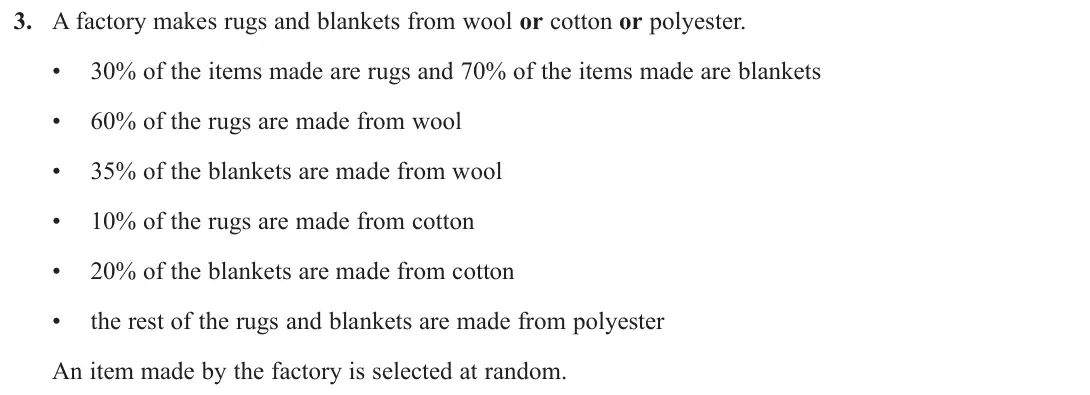 3. A factory makes rugs and blankets from wool or cotton or polyester.
• 30% of the items made are rugs and 70% of the items made are blankets
• 60% of the rugs are made from wool
• 35% of the blankets are made from wool
• 10% of the rugs are made from cotton
• 20% of the blankets are made from cotton
• the rest of the rugs and blankets are made from polyester
An item made by the factory is selected at random.